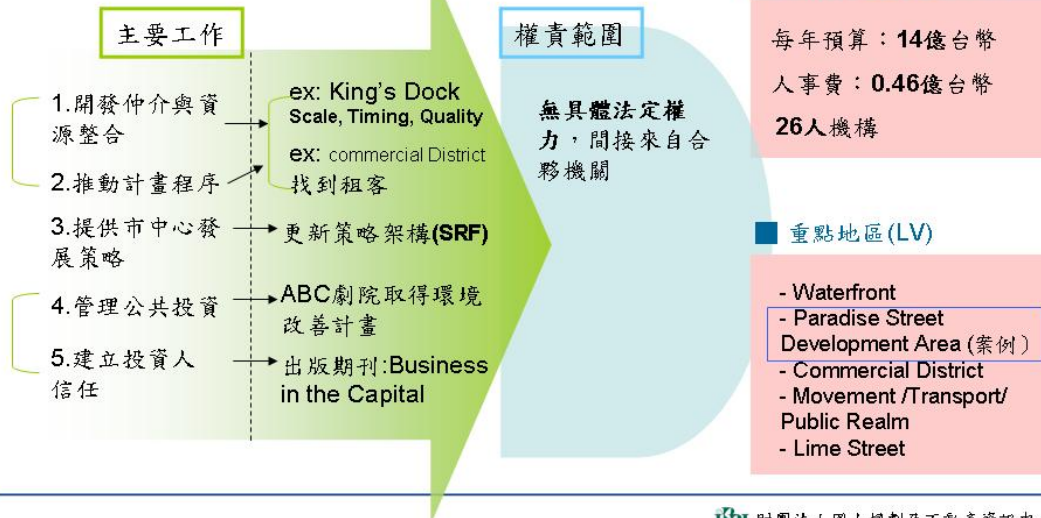 主要工作
1.開發仲介與資
源整合
2.推動計畫程序
3.提供市中心發
展策略
4.管理公共投資
5.建立投資人
信任
ex: King's Dock
Scale, Timing, Quality
ex: commercial District
找到租客
更新策略架構(SRF)
ABC劇院取得環境
改善計畫
出版期刊:Business
in the Capital
權責範圍
無具體法定權
力，間接來自合
夥機關
每年預算：14億台幣
人事費：0.46億台幣
26人機構
重點地區(LV)
- Waterfront
- Paradise Street
Development Area (案例）
- Commercial District
- Movement /Transport/
Public Realm
- Lime Street